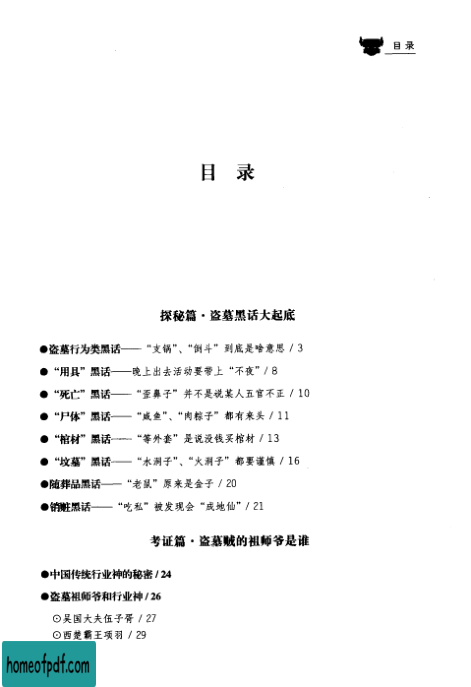 目录
目 录
探秘篇·盗墓黑话大起底
●盗墓行为类黑话——“支锅”、“倒斗”到底是啥意思 / 3
●“用具”黑话——晚上出去活动要带上“不夜” / 8
●“死亡”黑话——“歪鼻子”并不是说某人五官不正 / 10
●“尸体”黑话——“咸鱼”、“肉粽子”都有来头 / 11
●“棺材”黑话——“等外套”是说没钱买棺材 / 13
●“坟墓”黑话——“水洞子”、“火洞子”都要谨慎 / 16
●随葬品黑话——“老鼠”原来是金子 / 20
●销赃黑话——“吃私”被发现会“成地仙” / 21
考证篇·盗墓贼的祖师爷是谁
●中国传统行业神的秘密 / 24
●盗墓祖师爷和行业神 / 26
⊙吴国大夫伍子胥 / 27
⊙西楚霸王项羽 / 29
homeofpdf.com